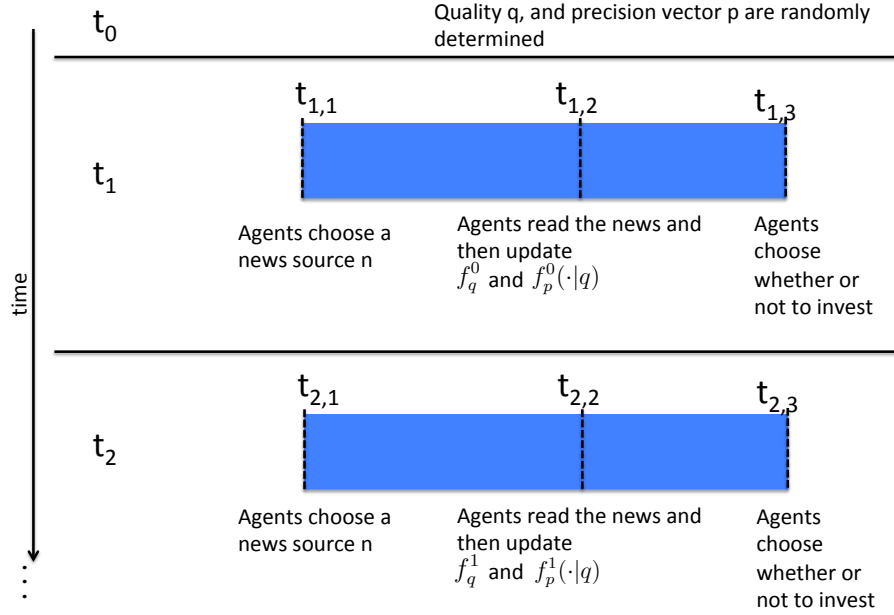 t0
Quality q, and precision vector p are randomly
determined
t1,1
t1,2
t1,3
t1
Agents choose a
news source n
Agents read the news and
then update
f_q^0 and f_p^0(·|q)
Agents
choose
whether or
not to invest
time
t2,1
t2,2
t2,3
t2
Agents choose a
news source n
Agents read the news and
then update
f_q^1 and f_p^1(·|q)
Agents
choose
whether or
not to invest
...